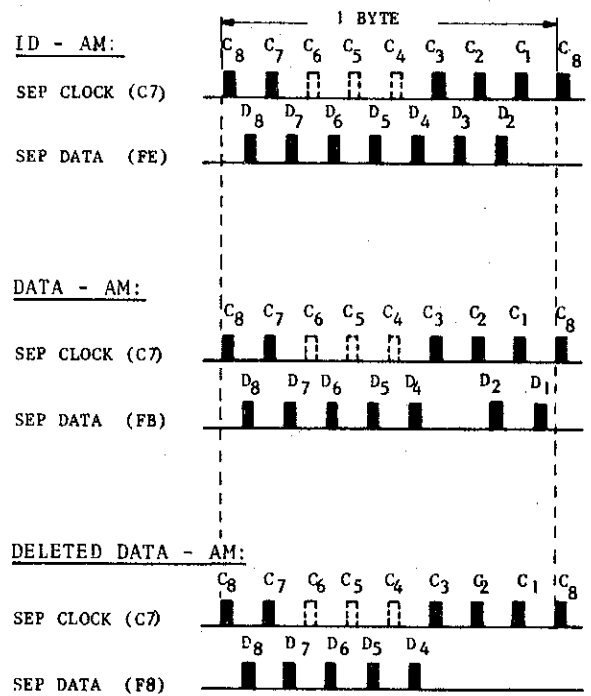 1 BYTE
ID - AM:
C8 C7 C6 C5 C4 C3 C2 C1 C8
SEP CLOCK (C7)
D8 D7 D6 D5 D4 D3 D2
SEP DATA (FE)
DATA - AM:
C8 C7 C6 C5 C4 C3 C2 C1 C8
SEP CLOCK (C7)
D8 D7 D6 D5 D4 D2 D1
SEP DATA (FB)
DELETED DATA - AM:
C8 C7 C6 C5 C4 C3 C2 C1 C8
SEP CLOCK (C7)
D8 D7 D6 D5 D4
SEP DATA (F8)